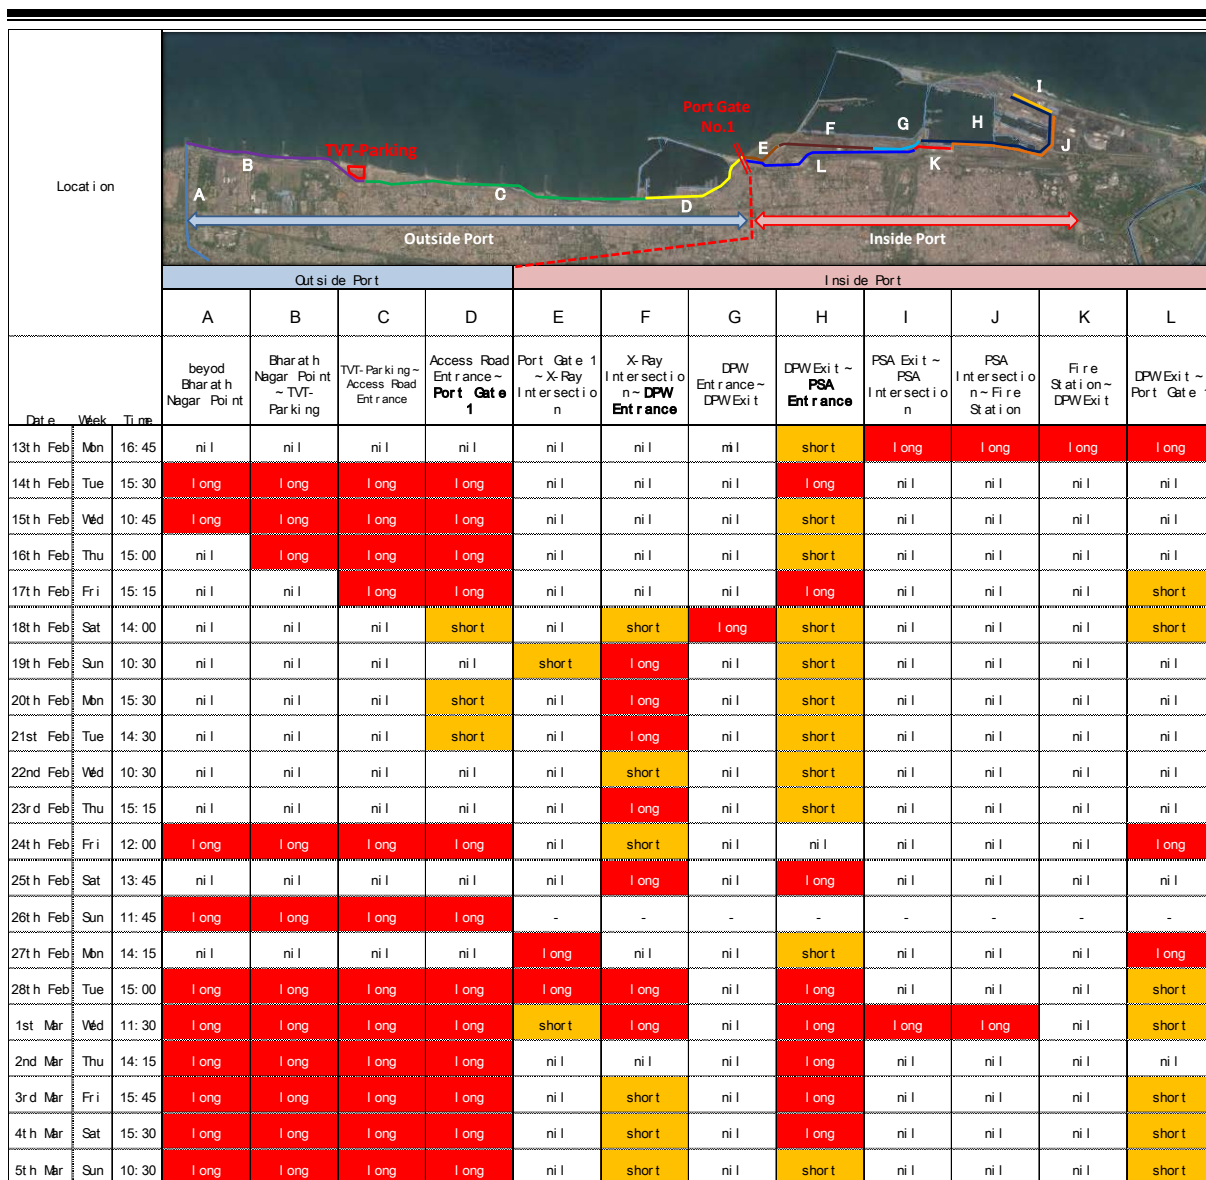 Location
Port Gate
No.1
TVT-Parking
A
B
C
D
E
F
G
H
I
J
K
L
Outside Port
Inside Port
Outside Port Inside Port
A B C D E F G H I J K L
Date Week Time
beyod Bharath Nagar Point
Bharath Nagar Point ~ TVT-Parking
TVT-Parking ~ Access Road Entrance
Access Road Entrance ~ Port Gate 1
Port Gate 1 ~ X-Ray Intersection
X-Ray Intersection ~ DPW Entrance
DPW Entrance ~ DPW Exit
DPW Exit ~ PSA Entrance
PSA Exit ~ PSA Intersection
PSA Intersection ~ Fire Station
Fire Station ~ DPW Exit
DPW Exit ~ Port Gate
13th Feb Mon 16:45 nil nil nil nil nil nil mil short long long long long
14th Feb Tue 15:30 long long long long nil nil nil long nil nil nil nil
15th Feb Wed 10:45 long long long long nil nil nil short nil nil nil nil
16th Feb Thu 15:00 nil long long long nil nil nil short nil nil nil nil
17th Feb Fri 15:15 nil nil long long nil nil nil long nil nil nil short
18th Feb Sat 14:00 nil nil nil short nil short long short nil nil nil short
19th Feb Sun 10:30 nil nil nil nil short long nil short nil nil nil nil
20th Feb Mon 15:30 nil nil nil short nil long nil short nil nil nil nil
21st Feb Tue 14:30 nil nil nil short nil long nil short nil nil nil nil
22nd Feb Wed 10:30 nil nil nil nil nil short nil short nil nil nil nil
23rd Feb Thu 15:15 nil nil nil nil nil long nil short nil nil nil nil
24th Feb Fri 12:00 long long long long nil short nil nil nil nil nil long
25th Feb Sat 13:45 nil nil nil nil nil long nil long nil nil nil nil
26th Feb Sun 11:45 long long long long - - - - - - - -
27th Feb Mon 14:15 nil nil nil nil long nil nil short nil nil nil long
28th Feb Tue 15:00 long long long long long long nil long nil nil nil short
1st Mar Wed 11:30 long long long long short long nil long long long nil short
2nd Mar Thu 14:15 long long long long nil nil nil long nil nil nil nil
3rd Mar Fri 15:45 long long long long nil short nil long nil nil nil short
4th Mar Sat 15:30 long long long long nil short nil long nil nil nil short
5th Mar Sun 10:30 long long long long nil short nil short nil nil nil short